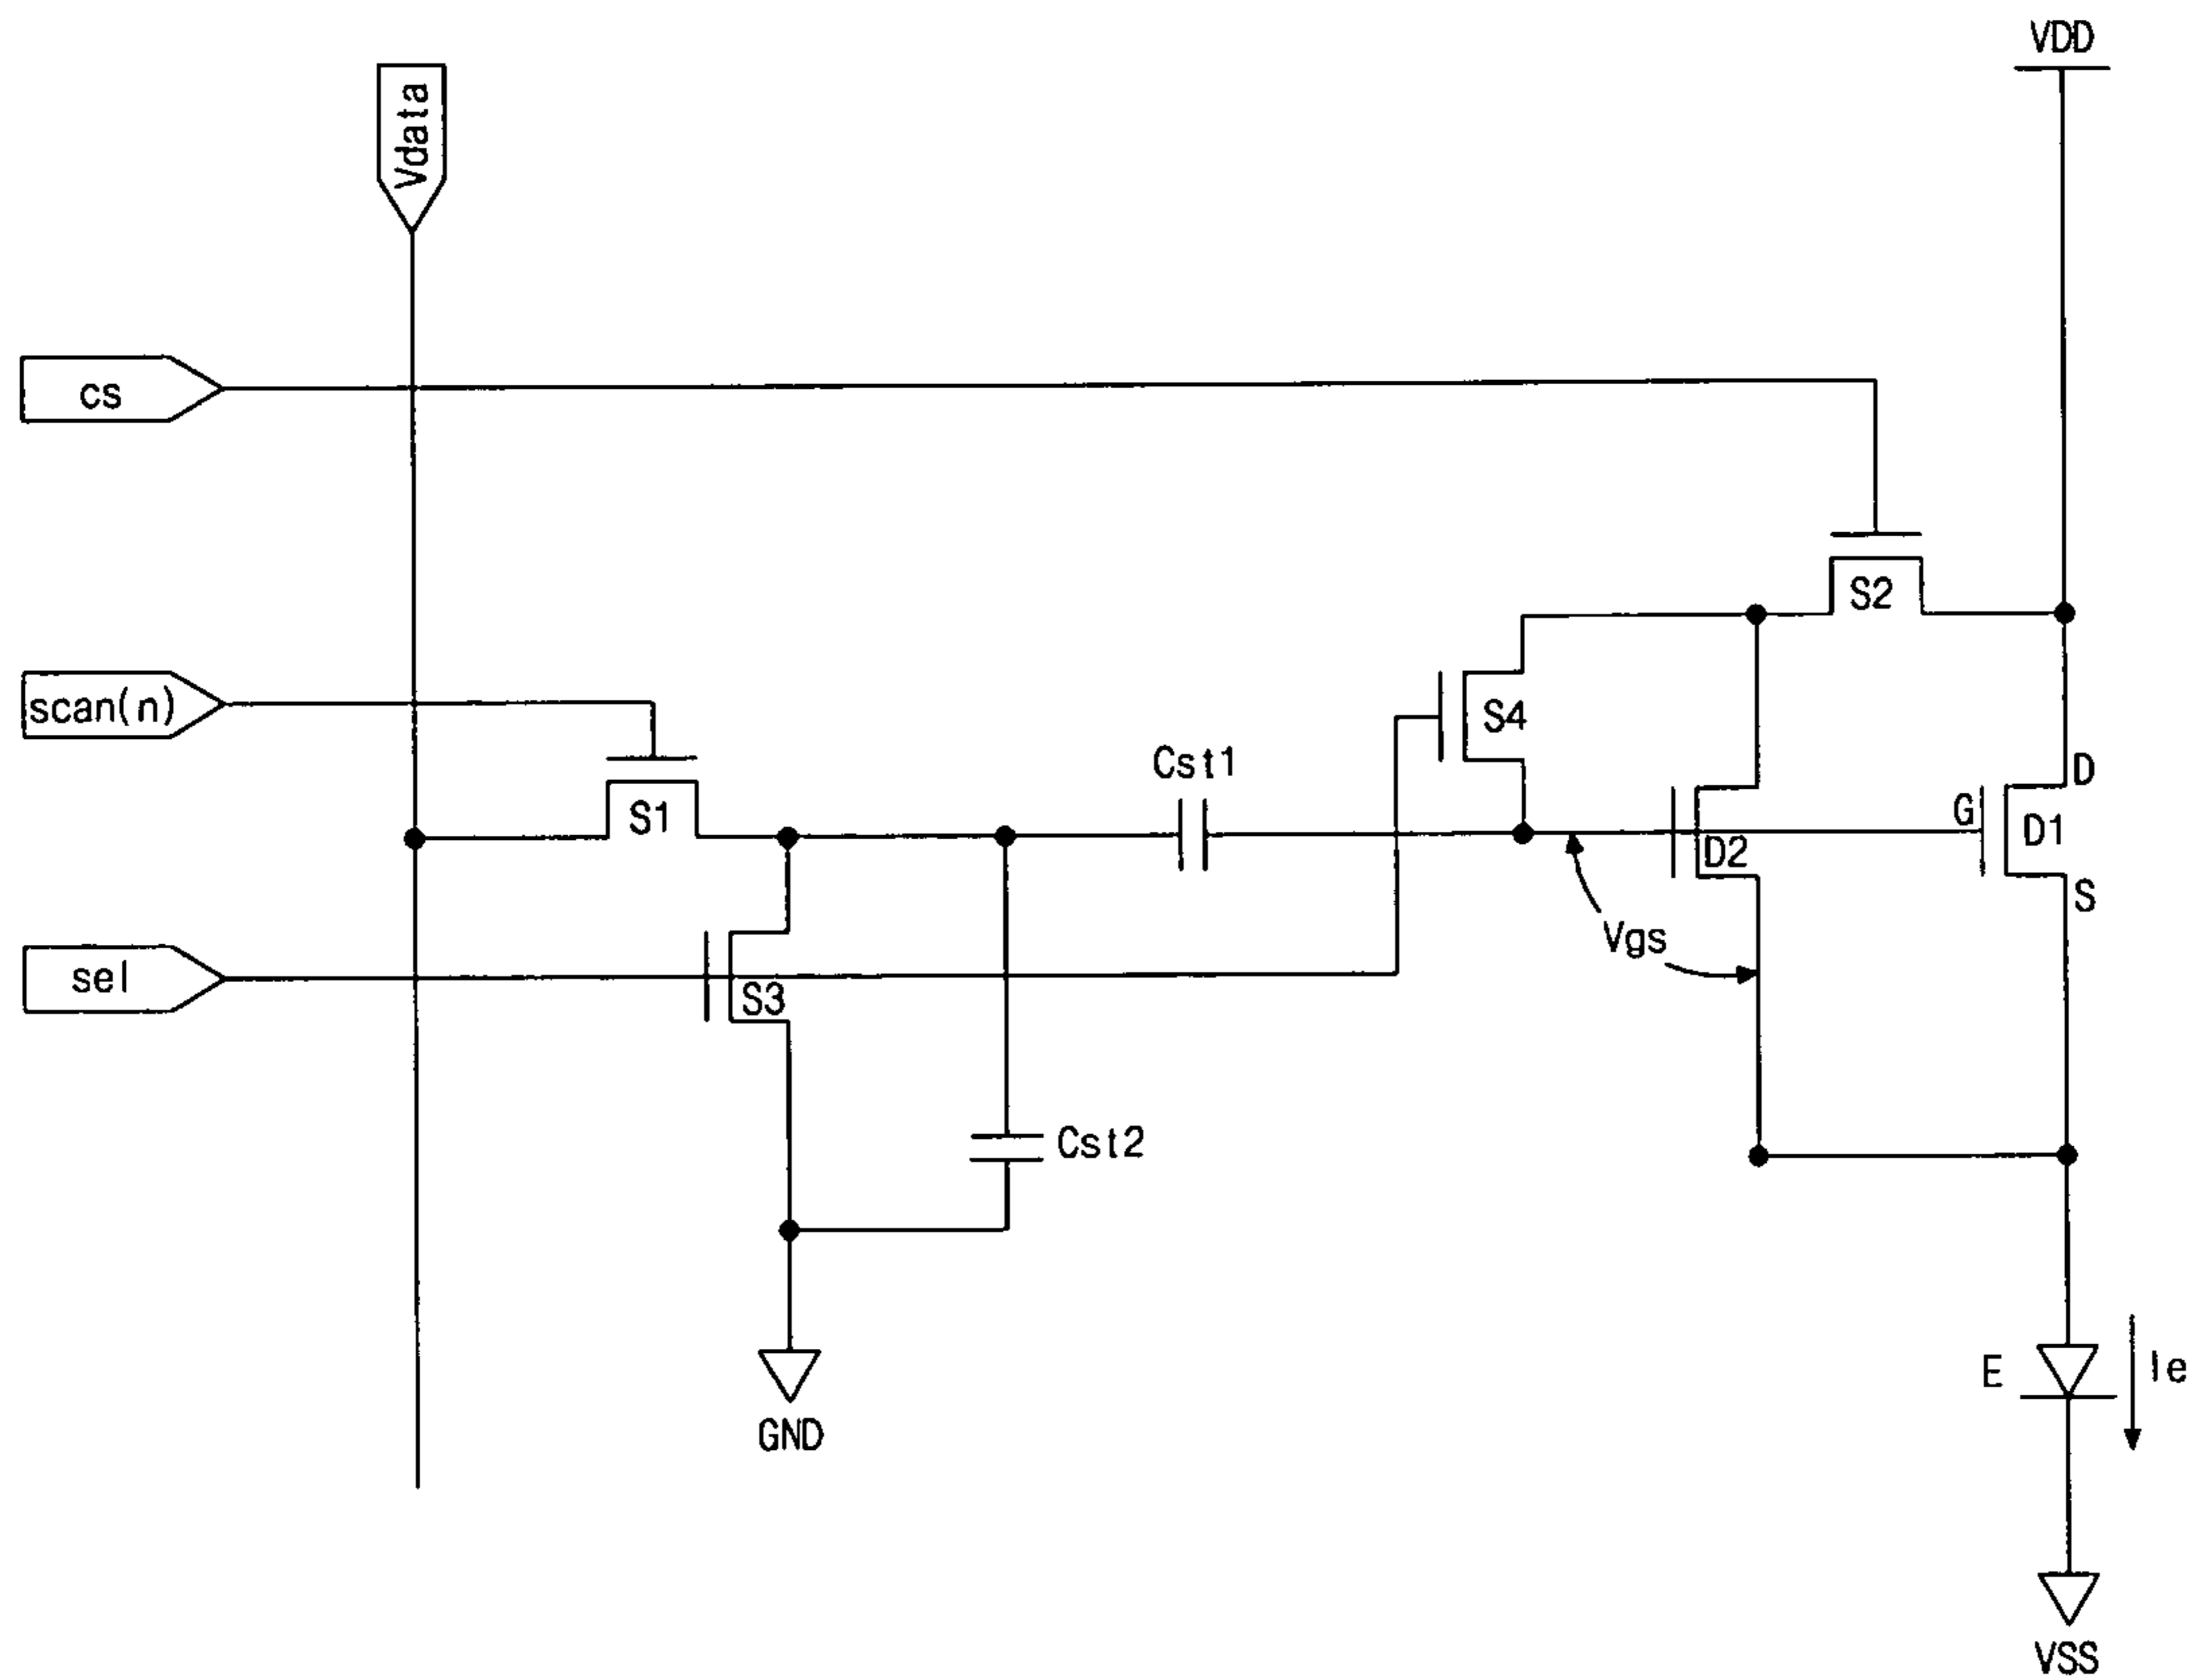 VDD
Vdata
cs
S2
scan(n)
S4
Cst1
D
S1
G
D1
D2
S
Vgs
sel
S3
Cst2
E
Ie
GND
VSS